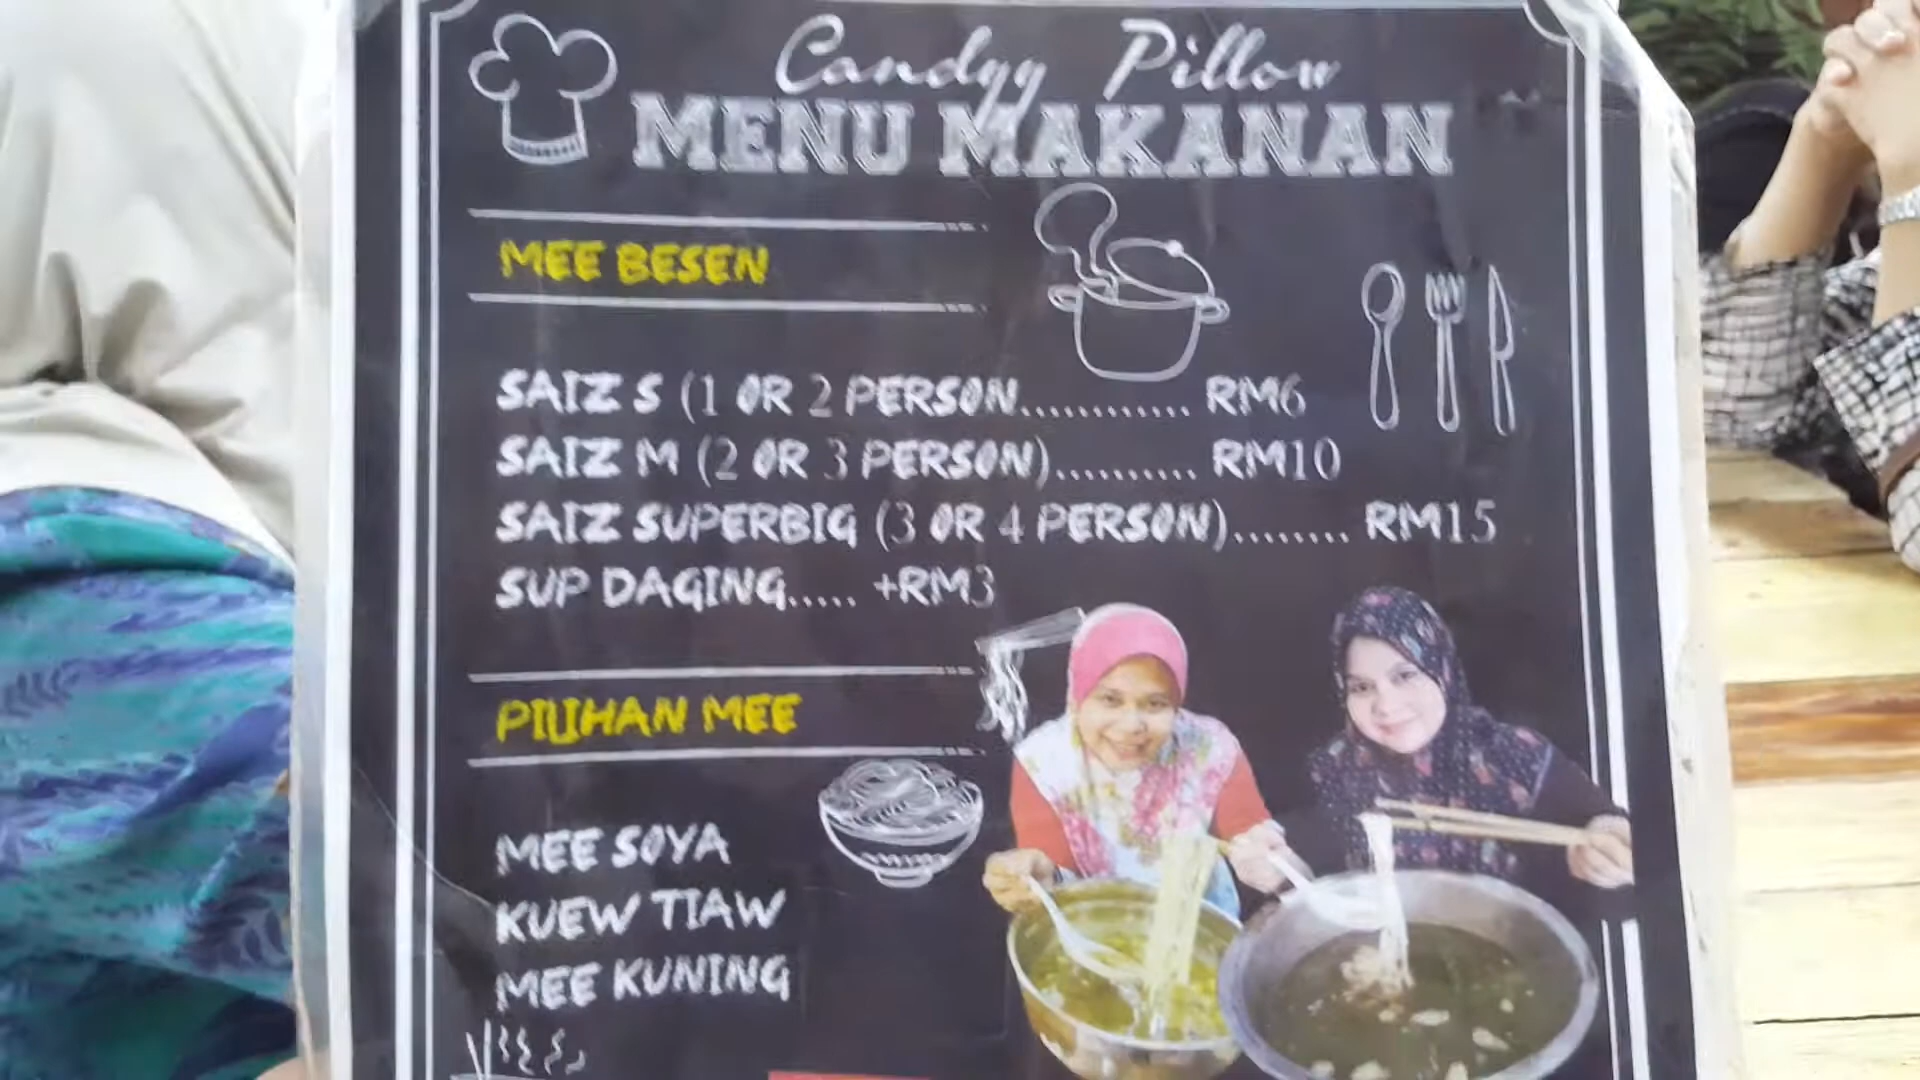 Candyy Pillow
MENU MAKANAN
MEE BESEN
SAIZ S (1 OR 2 PERSON............ RM6
SAIZ M (2 OR 3 PERSON).......... RM10
SAIZ SUPERBIG (3 OR 4 PERSON)........ RM15
SUP DAGING..... +RM3
PILIHAN MEE
MEE SOYA
KUEW TIAW
MEE KUNING